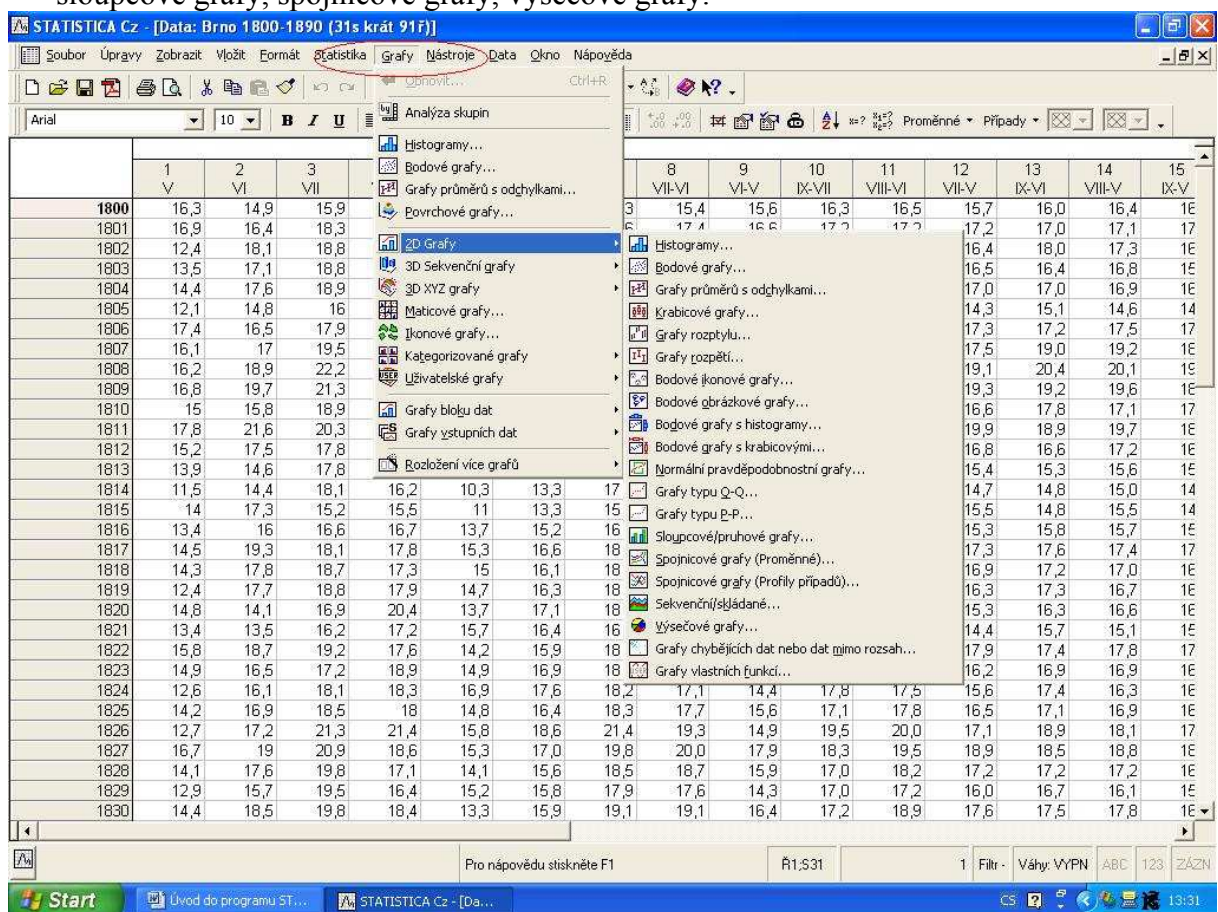 sloupcové grafy, spojnicové grafy, výsečové grafy.
STATISTICA Cz - [Data: Brno 1800-1890 (31s krát 91ř)]
Soubor Úpravy Zobrazit Vložit Formát Statistika Grafy Nástroje Data Okno Nápověda
Obnovit... Ctrl+R
Arial 10 B I U Proměnné Případy
Analýza skupin
Histogramy...
Bodové grafy...
Grafy průměrů s odchylkami...
Povrchové grafy...
2D Grafy
3D Sekvenční grafy
3D XYZ grafy
Maticové grafy...
Ikonové grafy...
Kategorizované grafy
Uživatelské grafy
Grafy bloku dat
Grafy vstupních dat
Rozložení více grafů
Histogramy...
Bodové grafy...
Grafy průměrů s odchylkami...
Krabicové grafy...
Grafy rozptylu...
Grafy rozpětí...
Bodové ikonové grafy...
Bodové obrázkové grafy...
Bodové grafy s histogramy...
Bodové grafy s krabicovými...
Normální pravděpodobnostní grafy...
Grafy typu Q-Q...
Grafy typu P-P...
Sloupcové/pruhové grafy...
Spojnicové grafy (Proměnné)...
Spojnicové grafy (Profily případů)...
Sekvenční/skládané...
Výsečové grafy...
Grafy chybějících dat nebo dat mimo rozsah...
Grafy vlastních funkcí...
1 2 3 8 9 10 11 12 13 14 15
V VI VII VII-VI VI-V IX-VII VIII-VI VII-V IX-VI VIII-V IX-V
1800 16,3 14,9 15,9 3 15,4 15,6 16,3 16,5 15,7 16,0 16,4
1801 16,9 16,4 18,3 17,4 16,6 17,2 17,2 17,2 17,0 17,1 17
1802 12,4 18,1 18,8 16,4 18,0 17,3
1803 13,5 17,1 18,8 16,5 16,4 16,8 15
1804 14,4 17,6 18,9 17,0 17,0 16,9
1805 12,1 14,8 16 14,3 15,1 14,6 14
1806 17,4 16,5 17,9 17,3 17,2 17,5 17
1807 16,1 17 19,5 17,5 19,0 19,2
1808 16,2 18,9 22,2 19,1 20,4 20,1 19
1809 16,8 19,7 21,3 19,3 19,2 19,6
1810 15 15,8 18,9 16,6 17,8 17,1 17
1811 17,8 21,6 20,3 19,9 18,9 19,7
1812 15,2 17,5 17,8 16,8 16,6 17,2
1813 13,9 14,6 17,8 15,4 15,3 15,6 15
1814 11,5 14,4 18,1 16,2 10,3 13,3 17 14,7 14,8 15,0 14
1815 14 17,3 15,2 15,5 11 13,3 15 15,5 14,8 15,5 14
1816 13,4 16 16,6 16,7 13,7 15,2 16 15,3 15,8 15,7 15
1817 14,5 19,3 18,1 17,8 15,3 16,6 18 17,3 17,6 17,4 17
1818 14,3 17,8 18,7 17,3 15 16,1 18 16,9 17,2 17,0
1819 12,4 17,7 18,8 17,9 14,7 16,3 18 16,3 17,3 16,7
1820 14,8 14,1 16,9 20,4 13,7 17,1 18 15,3 16,3 16,6
1821 13,4 13,5 16,2 17,2 15,7 16,4 16 14,4 15,7 15,1 15
1822 15,8 18,7 19,2 17,6 14,2 15,9 18 17,9 17,4 17,8 17
1823 14,9 16,5 17,2 18,9 14,9 16,9 18 16,2 16,9 16,9
1824 12,6 16,1 18,1 18,3 16,9 17,6 18,2 17,1 14,4 17,8 17,5 15,6 17,4 16,3
1825 14,2 16,9 18,5 18 14,8 16,4 18,3 17,7 15,6 17,1 17,8 16,5 17,1 16,9
1826 12,7 17,2 21,3 21,4 15,8 18,6 21,4 19,3 14,9 19,5 20,0 17,1 18,9 18,1 17
1827 16,7 19 20,9 18,6 15,3 17,0 19,8 20,0 17,9 18,3 19,5 18,9 18,5 18,8
1828 14,1 17,6 19,8 17,1 14,1 15,6 18,5 18,7 15,9 17,0 18,2 17,2 17,2 17,2
1829 12,9 15,7 19,5 16,4 15,2 15,8 17,9 17,6 14,3 17,0 17,2 16,0 16,7 16,1 15
1830 14,4 18,5 19,8 18,4 13,3 15,9 19,1 19,1 16,4 17,2 18,9 17,6 17,5 17,8
Pro nápovědu stiskněte F1 Ř1;S31 1 Filtr - Váhy: VYPN ABC 123 ZÁZN
Start Úvod do programu ST... STATISTICA Cz - [Da... CS 13:31